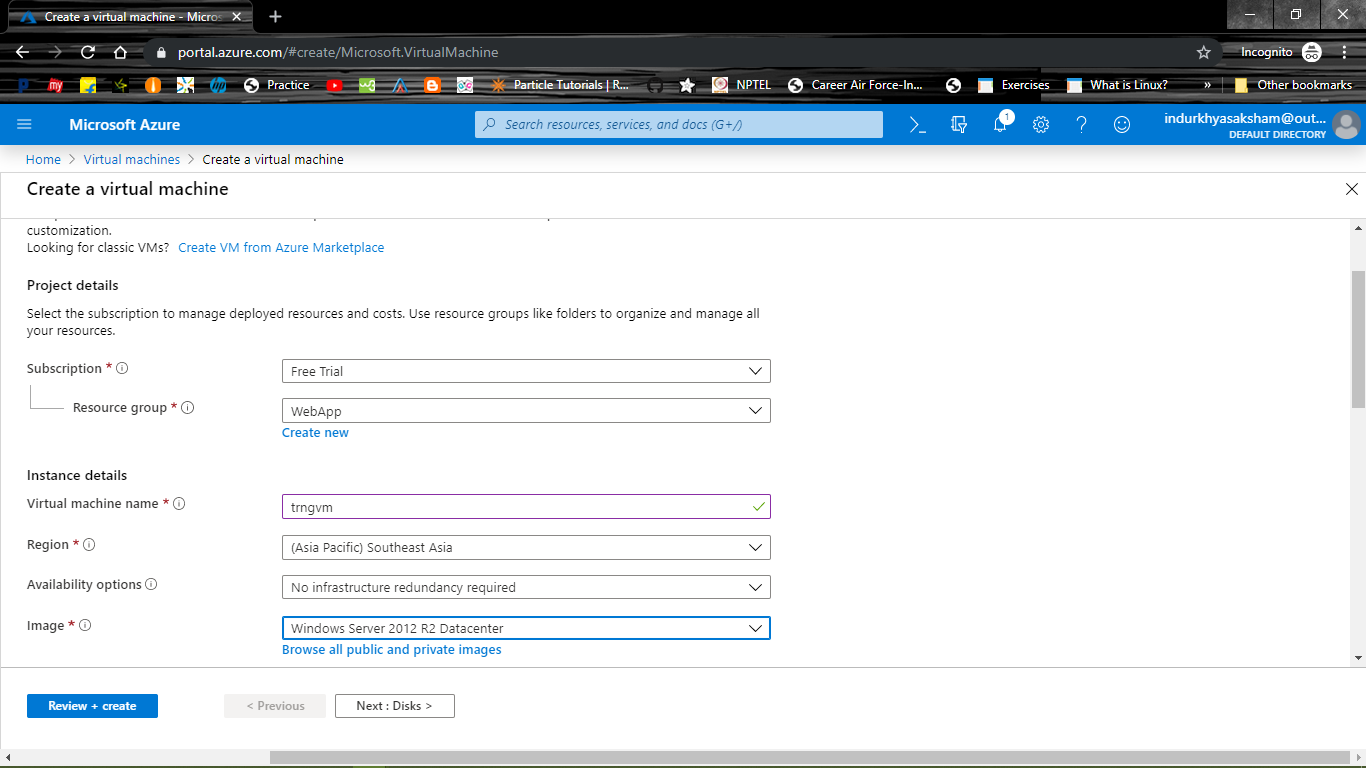 Create a virtual machine - Micros
portal.azure.com/#create/Microsoft.VirtualMachine
Incognito
my
hp
Practice
Particle Tutorials | R...
NPTEL
Career Air Force-In...
Exercises
What is Linux?
»
Other bookmarks
Microsoft Azure
Search resources, services, and docs (G+/)
1
indurkhyasaksham@out...
DEFAULT DIRECTORY
Home > Virtual machines > Create a virtual machine
Create a virtual machine
customization.
Looking for classic VMs? Create VM from Azure Marketplace
Project details
Select the subscription to manage deployed resources and costs. Use resource groups like folders to organize and manage all
your resources.
Subscription *
Free Trial
Resource group *
WebApp
Create new
Instance details
Virtual machine name *
trngvm
Region *
(Asia Pacific) Southeast Asia
Availability options
No infrastructure redundancy required
Image *
Windows Server 2012 R2 Datacenter
Browse all public and private images
Review + create
< Previous
Next : Disks >